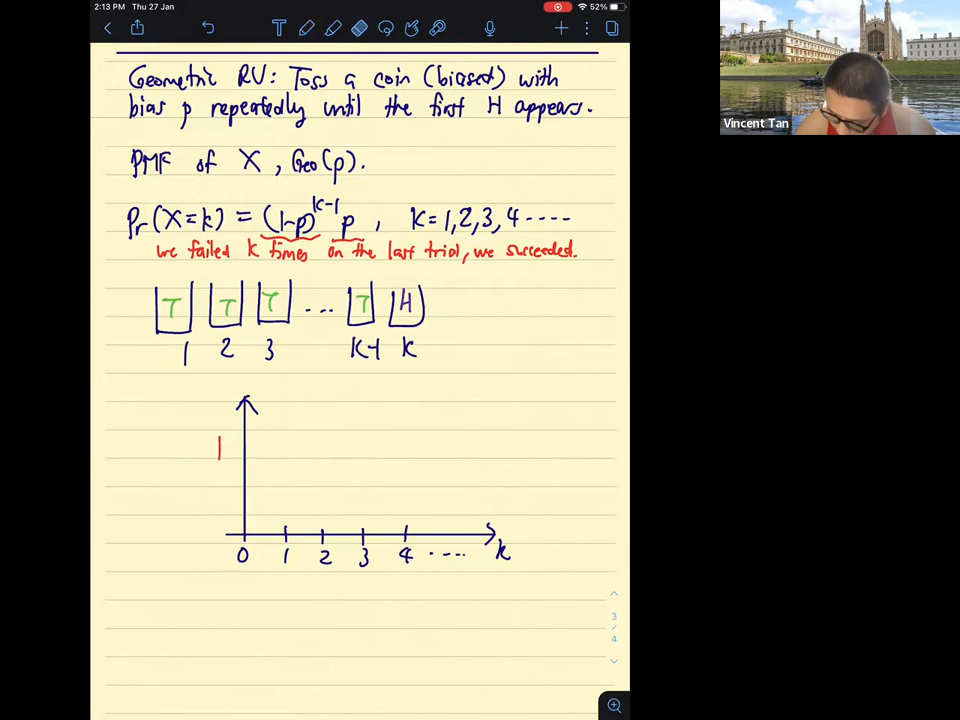 2:13 PM Thu 27 Jan
52%
Vincent Tan
Geometric RV: Toss a coin (biased) with
bias p repeatedly until the first H appears.
PMF of X, Geo(p).
Pr(X=k) = (1-p)^{k-1} p, k=1,2,3,4 ....
we failed k times on the last trial, we succeeded.
T T T ... T H
1 2 3 k-1 k
1
0 1 2 3 4 ..... k
3
/
4